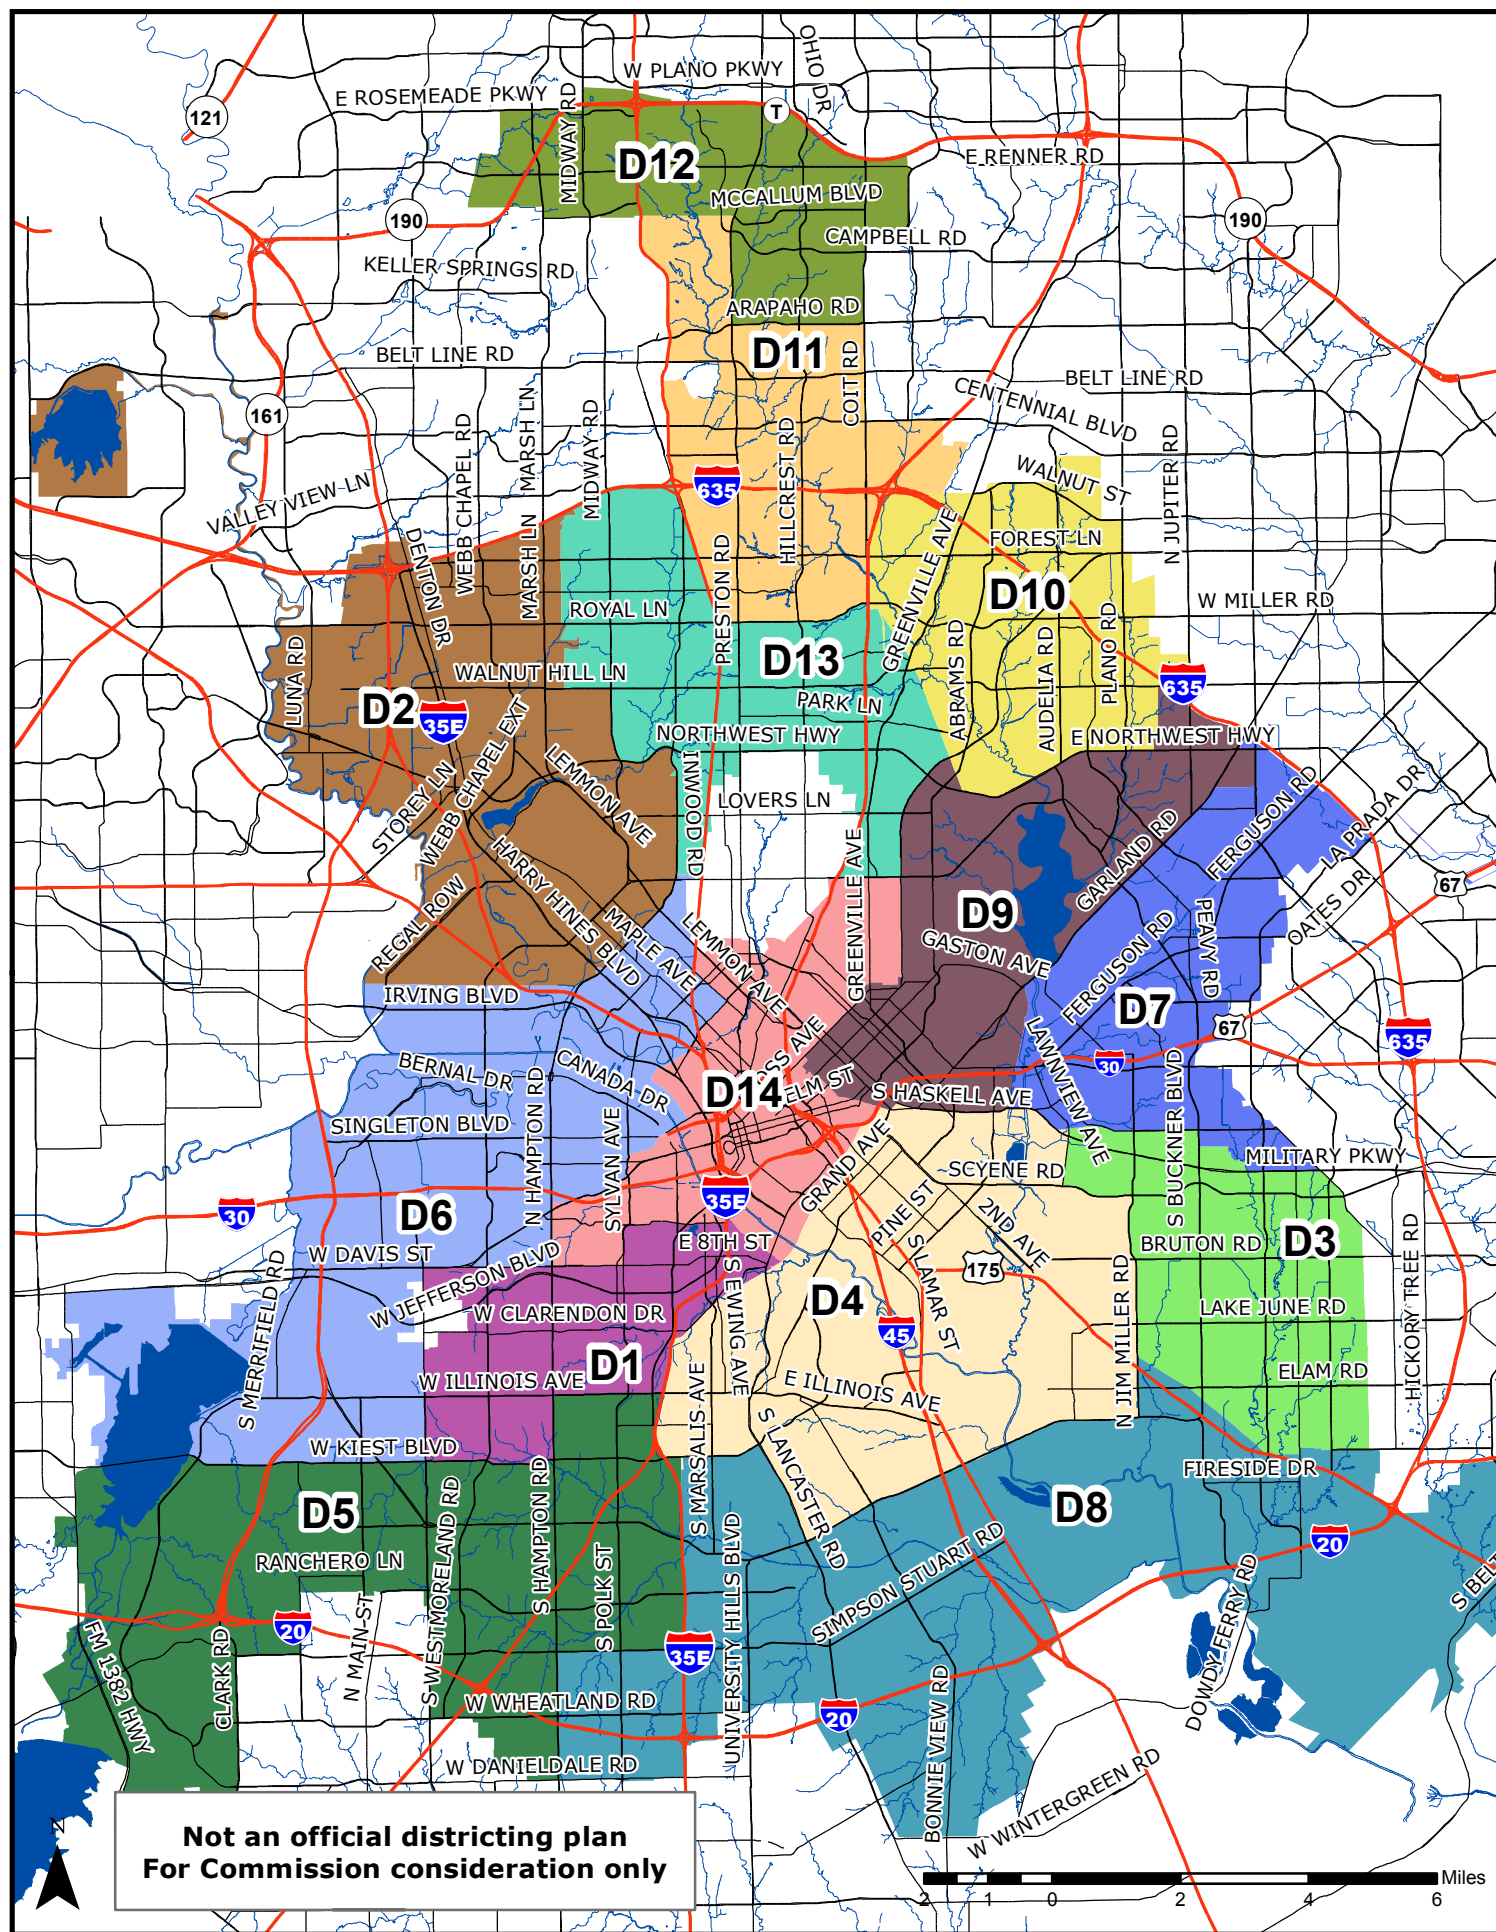 W PLANO PKWY
OHIO DR
E ROSEMEADE PKWY
MIDWAY RD
121
T
D12
E RENNER RD
MCCALLUM BLVD
190
190
CAMPBELL RD
KELLER SPRINGS RD
ARAPAHO RD
BELT LINE RD
D11
COIT RD
BELT LINE RD
161
CENTENNIAL BLVD
WEBB CHAPEL RD
MARSH LN
MIDWAY RD
HILLCREST RD
N JUPITER RD
WALNUT ST
VALLEY VIEW LN
635
DENTON DR
MARSH LN
PRESTON RD
GREENVILLE AVE
FOREST LN
D10
ROYAL LN
W MILLER RD
LUNA RD
WALNUT HILL LN
D13
ABRAMS RD
AUDELIA RD
PLANO RD
635
D2
35E
PARK LN
NORTHWEST HWY
E NORTHWEST HWY
STOREY LN
WEBB CHAPEL EXT
LEMMON AVE
INWOOD RD
LOVERS LN
FERGUSON RD
LA PRADA DR
HARRY HINES BLVD
GREENVILLE AVE
GARLAND RD
67
REGAL ROW
MAPLE AVE
LEMMON AVE
D9
GASTON AVE
PEAVY RD
OATES DR
IRVING BLVD
FERGUSON RD
D7
67
635
BERNAL DR
CANADA DR
D14
OSS AVE
ELM ST
S HASKELL AVE
LAWNVIEW AVE
30
S BUCKNER BLVD
SINGLETON BLVD
N HAMPTON RD
SYLVAN AVE
GRAND AVE
SCYENE RD
MILITARY PKWY
30
D6
35E
PINE ST
2ND AVE
W DAVIS ST
E 8TH ST
BRUTON RD
D3
S MERRIFIELD RD
W JEFFERSON BLVD
S EWING AVE
S LAMAR ST
175
HICKORY TREE RD
W CLARENDON DR
D4
45
N JIM MILLER RD
LAKE JUNE RD
D1
W ILLINOIS AVE
S MARSALIS AVE
E ILLINOIS AVE
ELAM RD
W KIEST BLVD
S LANCASTER RD
FIRESIDE DR
D5
S WESTMORELAND RD
S HAMPTON RD
D8
20
RANCHERO LN
S POLK ST
UNIVERSITY HILLS BLVD
SIMPSON STUART RD
S BELT
FM 1382 HWY
CLARK RD
20
N MAIN ST
35E
DOWDY FERRY RD
W WHEATLAND RD
20
BONNIE VIEW RD
W DANIELDALE RD
W WINTERGREEN RD
N
Not an official districting plan
For Commission consideration only
Miles
2 1 0 2 4 6